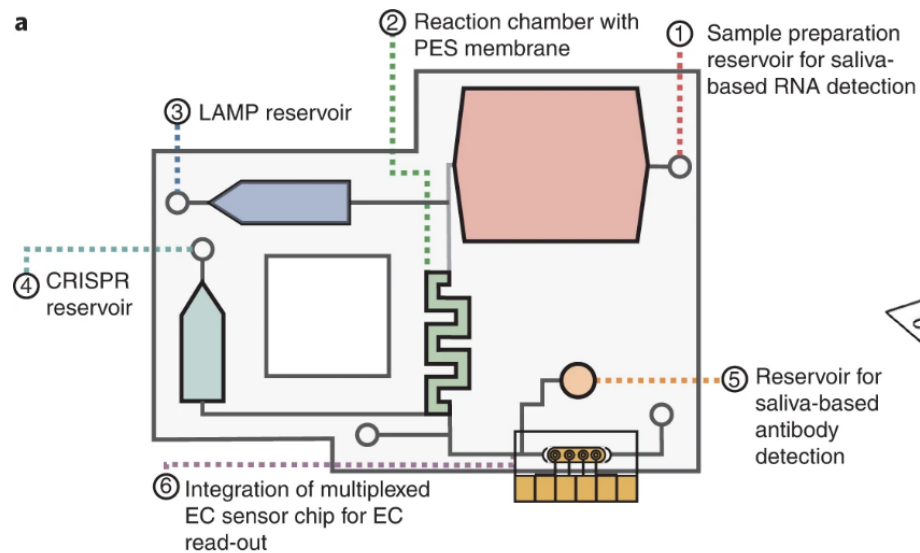 a
② Reaction chamber with
PES membrane
① Sample preparation
reservoir for saliva-
based RNA detection
③ LAMP reservoir
④ CRISPR
reservoir
⑤ Reservoir for
saliva-based
antibody
detection
⑥ Integration of multiplexed
EC sensor chip for EC
read-out